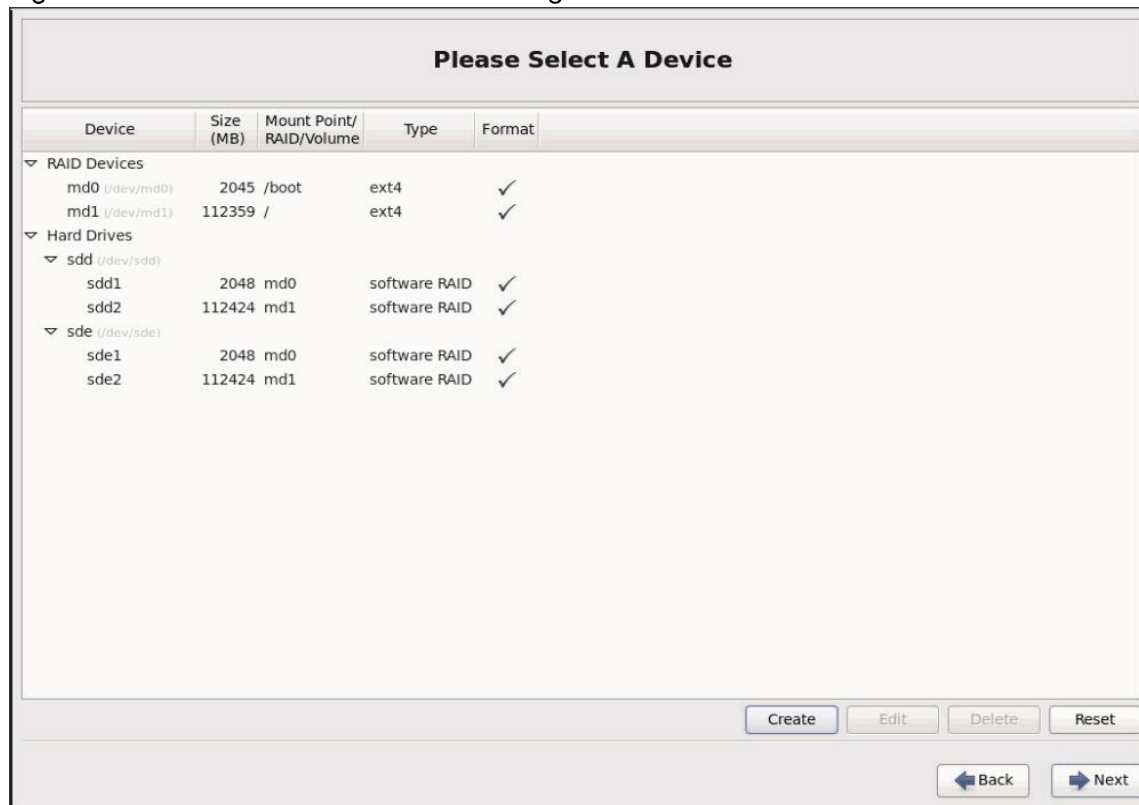 Please Select A Device
Device Size (MB) Mount Point/ RAID/Volume Type Format
RAID Devices
md0 (/dev/md0) 2045 /boot ext4 ✓
md1 (/dev/md1) 112359 / ext4 ✓
Hard Drives
sdd (/dev/sdd)
sdd1 2048 md0 software RAID ✓
sdd2 112424 md1 software RAID ✓
sde (/dev/sde)
sde1 2048 md0 software RAID ✓
sde2 112424 md1 software RAID ✓
Create Edit Delete Reset
Back Next